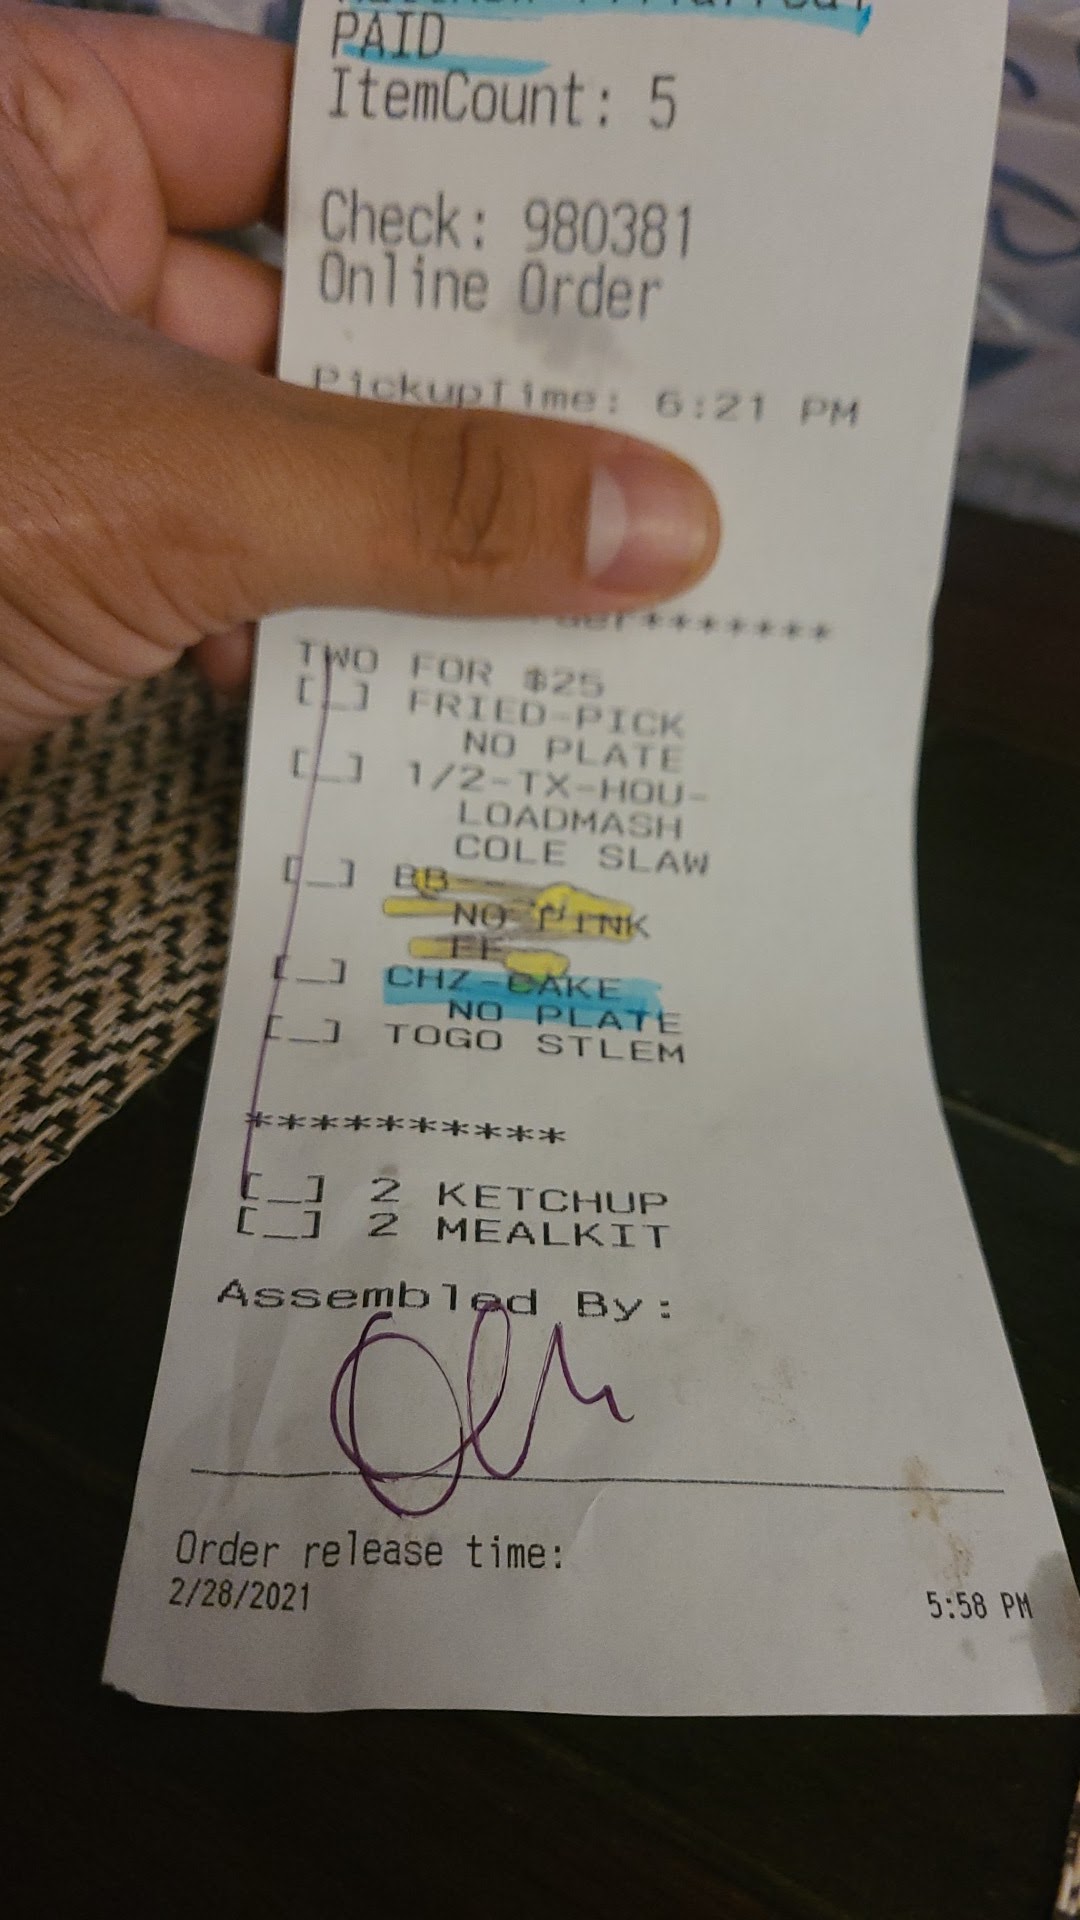 PAID
ItemCount: 5
Check: 980381
Online Order
PickupTime: 6:21 PM
*******
TWO FOR $25
[_] FRIED-PICK
NO PLATE
[_] 1/2-TX-HOU-
LOADMASH
COLE SLAW
[_] BB
NO PINK
FF
[_] CHZ-CAKE
NO PLATE
[_] TOGO STLEM
**********
[_] 2 KETCHUP
[_] 2 MEALKIT
Assembled By:
Order release time:
2/28/2021 5:58 PM